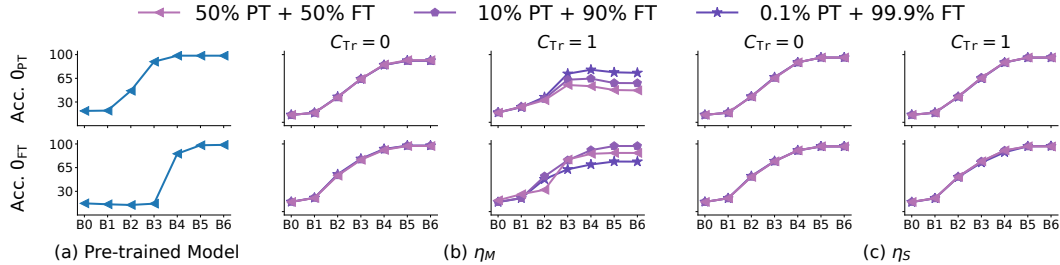 50% PT + 50% FT 10% PT + 90% FT 0.1% PT + 99.9% FT
C_Tr = 0 C_Tr = 1 C_Tr = 0 C_Tr = 1
Acc. 0_PT
100
65
30
Acc. 0_FT
100
65
30
B0 B1 B2 B3 B4 B5 B6 B0 B1 B2 B3 B4 B5 B6 B0 B1 B2 B3 B4 B5 B6 B0 B1 B2 B3 B4 B5 B6 B0 B1 B2 B3 B4 B5 B6
(a) Pre-trained Model (b) η_M (c) η_S